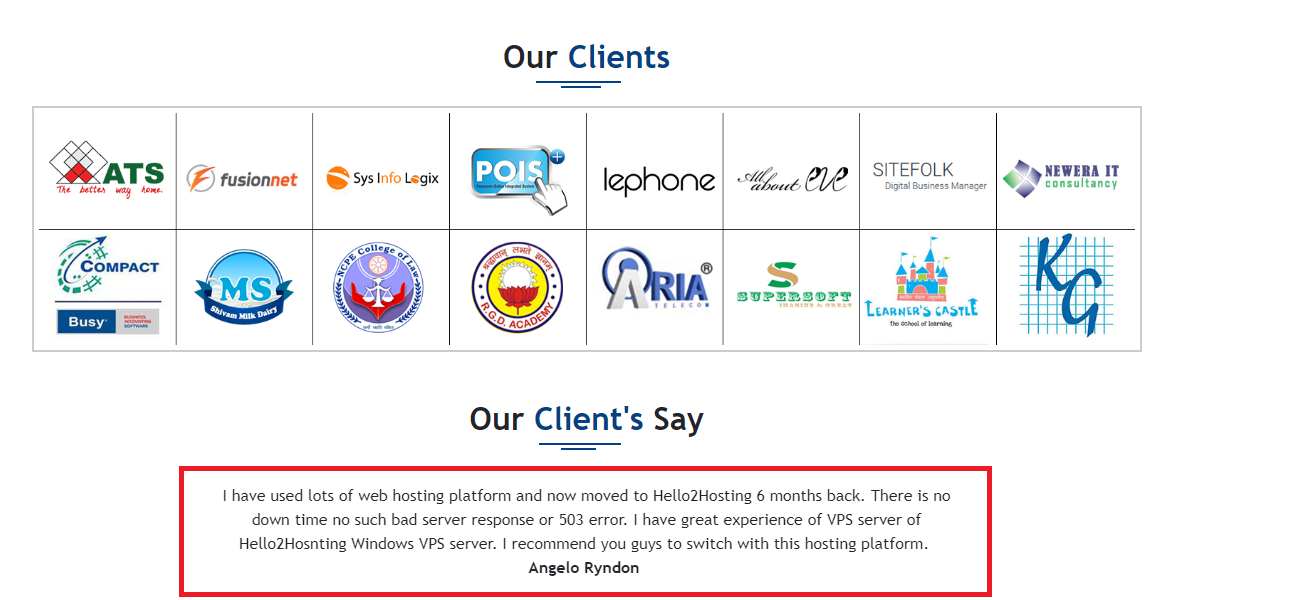 Our Clients
ATS
The better way home.
fusionnet
Sys Info Logix
POIS
lephone
All about EVE
SITEFOLK
Digital Business Manager
NEWERA IT
consultancy
COMPACT
Busy
BUSINESS
ACCOUNTING
SOFTWARE
MS
Shivam Milk Dairy
NCPE College of Law
R.G.D. ACADEMY
ARIA®
TELECOM
SUPERSOFT
LEARNER'S CASTLE
the school of learning
KG
Our Client's Say
I have used lots of web hosting platform and now moved to Hello2Hosting 6 months back. There is no
down time no such bad server response or 503 error. I have great experience of VPS server of
Hello2Hosnting Windows VPS server. I recommend you guys to switch with this hosting platform.
Angelo Ryndon